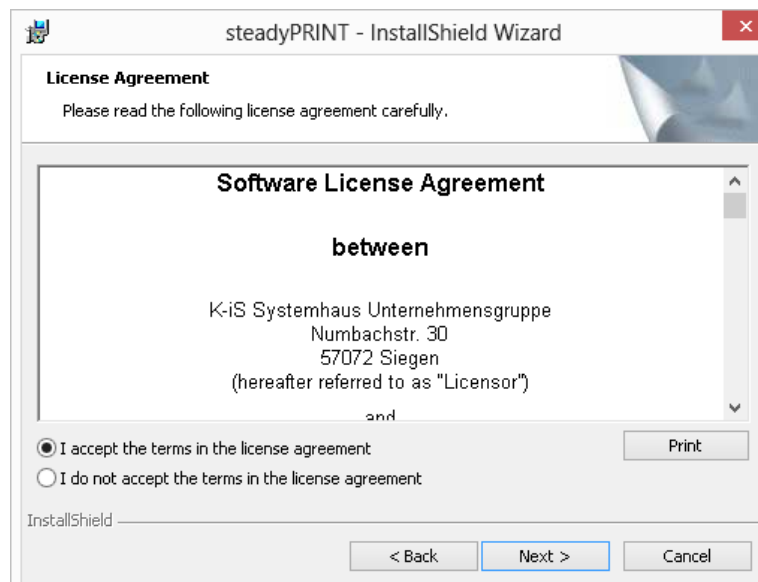 steadyPRINT - InstallShield Wizard
License Agreement
Please read the following license agreement carefully.
Software License Agreement
between
K-iS Systemhaus Unternehmensgruppe
Numbachstr. 30
57072 Siegen
(hereafter referred to as "Licensor")
and
I accept the terms in the license agreement
Print
I do not accept the terms in the license agreement
InstallShield
< Back
Next >
Cancel